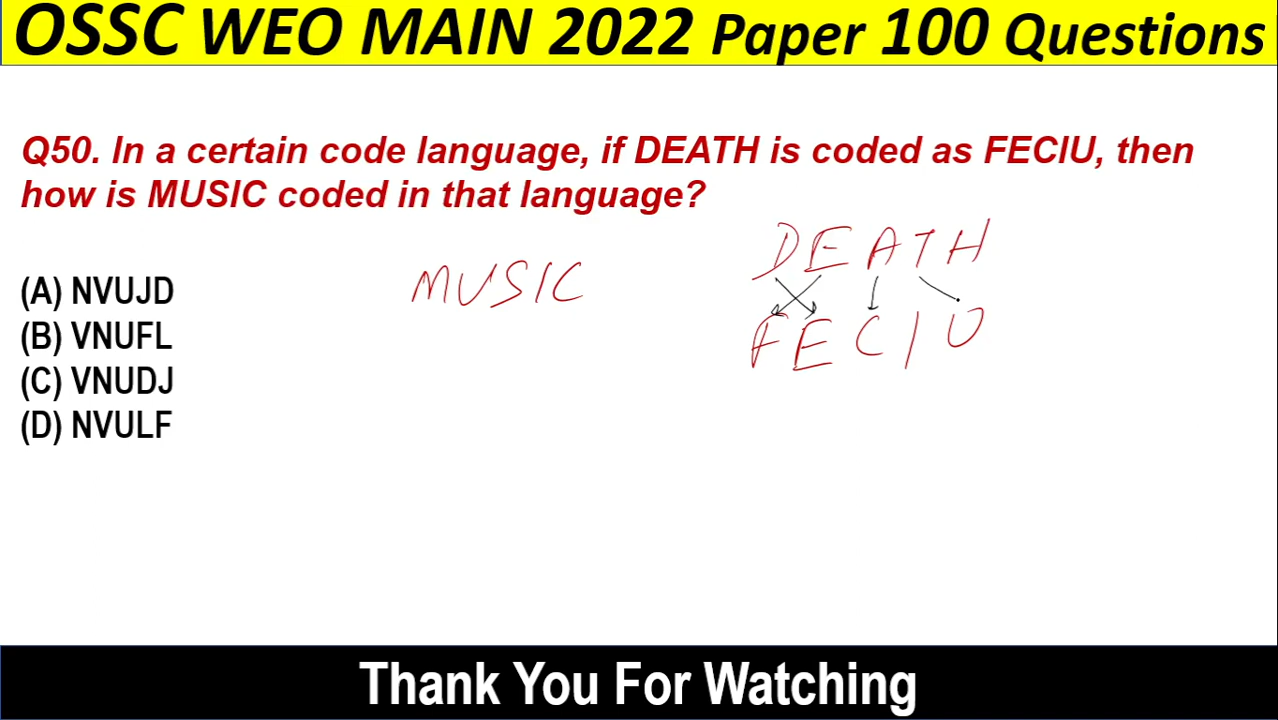 OSSC WEO MAIN 2022 Paper 100 Questions
Q50. In a certain code language, if DEATH is coded as FECIU, then
how is MUSIC coded in that language?
DEATH
MUSIC
(A) NVUJD
(B) VNUFL
FECIU
(C) VNUDJ
(D) NVULF
Thank You For Watching